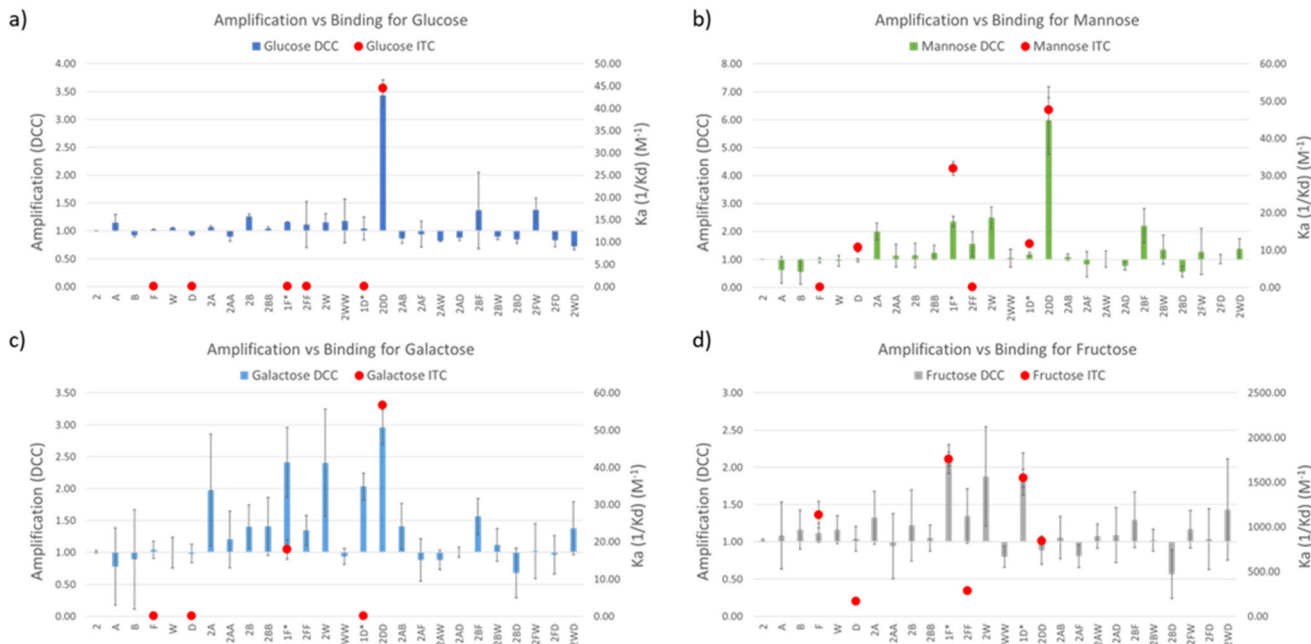 a)
Amplification vs Binding for Glucose
Glucose DCC Glucose ITC
Amplification (DCC)
4.00
3.50
3.00
2.50
2.00
1.50
1.00
0.50
0.00
50.00
45.00
40.00
35.00
30.00
25.00
20.00
15.00
10.00
5.00
0.00
Ka (1/Kd) (M⁻¹)
2 A B F W D 2A 2AA 2B 2BB 1F* 2FF 2W 2WW 1D* 2DD 2AB 2AF 2AW 2AD 2BF 2BW 2BD 2FW 2FD 2WD
b)
Amplification vs Binding for Mannose
Mannose DCC Mannose ITC
Amplification (DCC)
8.00
7.00
6.00
5.00
4.00
3.00
2.00
1.00
0.00
60.00
50.00
40.00
30.00
20.00
10.00
0.00
Ka (1/Kd) (M⁻¹)
2 A B F W D 2A 2AA 2B 2BB 1F* 2FF 2W 2WW 1D* 2DD 2AB 2AF 2AW 2AD 2BF 2BW 2BD 2FW 2FD 2WD
c)
Amplification vs Binding for Galactose
Galactose DCC Galactose ITC
Amplification (DCC)
3.50
3.00
2.50
2.00
1.50
1.00
0.50
0.00
60.00
50.00
40.00
30.00
20.00
10.00
0.00
Ka (1/Kd) (M⁻¹)
2 A B F W D 2A 2AA 2B 2BB 1F* 2FF 2W 2WW 1D* 2DD 2AB 2AF 2AW 2AD 2BF 2BW 2BD 2FW 2FD 2WD
d)
Amplification vs Binding for Fructose
Fructose DCC Fructose ITC
Amplification (DCC)
3.00
2.50
2.00
1.50
1.00
0.50
0.00
2500.00
2000.00
1500.00
1000.00
500.00
0.00
Ka (1/Kd) (M⁻¹)
2 A B F W D 2A 2AA 2B 2BB 1F* 2FF 2W 2WW 1D* 2DD 2AB 2AF 2AW 2AD 2BF 2BW 2BD 2FW 2FD 2WD